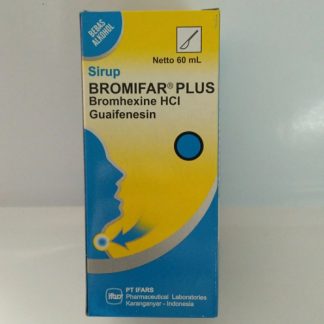 BEBAS
ALKOHOL
Netto 60 mL
Sirup
BROMIFAR® PLUS
Bromhexine HCl
Guaifenesin
ifars
PT IFARS
Pharmaceutical Laboratories
Karanganyar - Indonesia